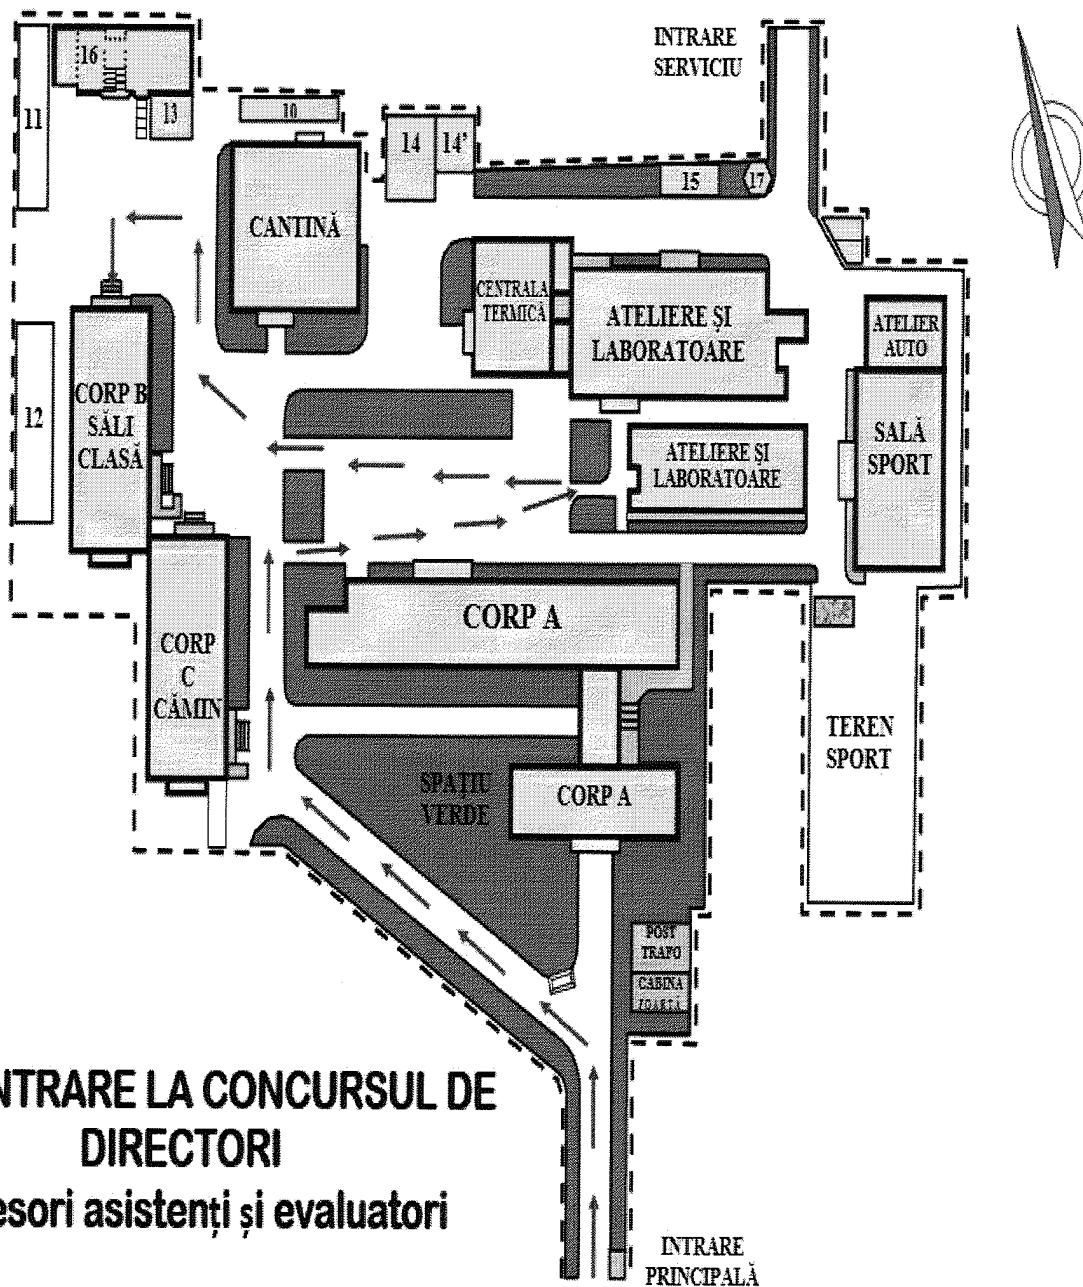 INTRARE
SERVICIU
16
11
13
10
14
14’
15
17
CANTINĂ
CENTRALA
TERMICĂ
ATELIERE ȘI
LABORATOARE
ATELIER
AUTO
CORP B
SĂLI
CLASĂ
12
ATELIERE ȘI
LABORATOARE
SALĂ
SPORT
CORP A
CORP
C
CĂMIN
TEREN
SPORT
SPAȚIU
VERDE
CORP A
POST
TRAFO
CABINA
POARTĂ
NTRARE LA CONCURSUL DE
DIRECTORI
esori asistenți și evaluatori
INTRARE
PRINCIPALĂ